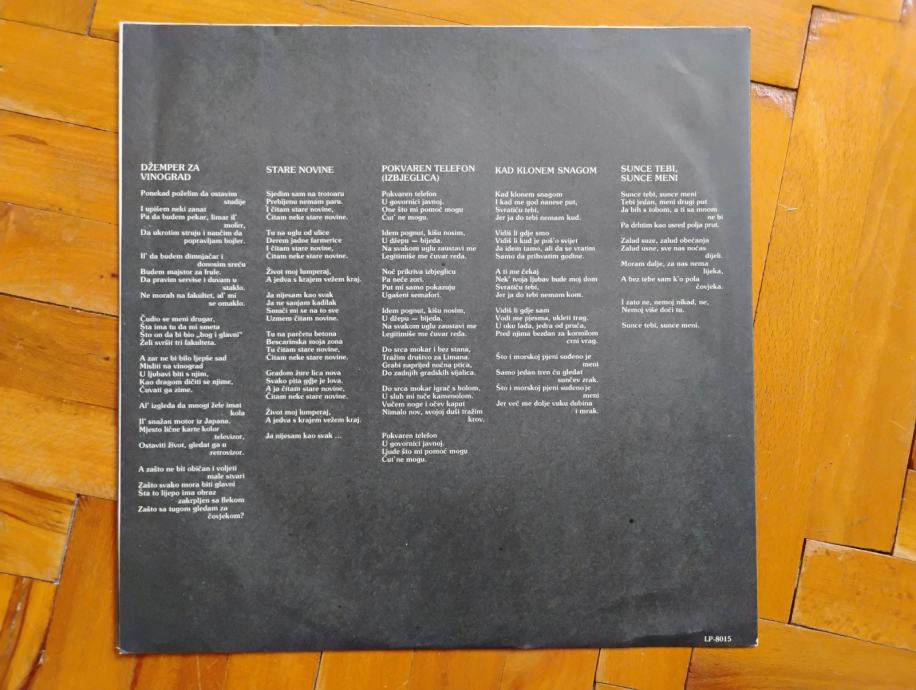 DŽEMPER ZA
VINOGRAD
Ponekad poželim da ostavim
studije
I upišem neki zanat
Pa da budem pekar, limar il'
moler,
Da ukrotim struju i naučim da
popravljam bojler.
Il' da budem dimnjačar i
donosim sreću
Budem majstor za frule.
Da pravim servise i duvam u
staklo.
Ne morah na fakultet, al' mi
se omaklo.
Čudio se meni drugar,
Šta ima tu da mi smeta
Što on da bi bio „bog i glavni"
Želi svršit tri fakulteta.
A zar ne bi bilo ljepše sad
Misliti na vinograd
U ljubavi biti s njim,
Kao dragom dičiti se njime,
Čuvati ga zime.
Al' izgleda da mnogi žele imat
kola
Il' snažan motor iz Japana.
Mjesto lične karte kolor
televizor,
Ostaviti život, gledat ga u
retrovizor.
A zašto ne bit običan i voljeti
male stvari
Zašto svako mora biti glavni
Šta to lijepo ima obraz
zakrpljen sa flekom
Zašto sa tugom gledam za
čovjekom?
STARE NOVINE
Sjedim sam na trotoaru
Prebijenu nemam paru.
I čitam stare novine,
Čitam neke stare novine.
Tu na uglu od ulice
Derem jadne farmerice
I čitam stare novine,
Čitam neke stare novine.
Život moj lumperaj,
A jedva s krajem vežem kraj.
Ja nijesam kao svak
Ja ne sanjam kadilak
Smuči mi se na to sve
Uzmem čitam novine.
Tu na parčetu betona
Bescarinska moja zona
Tu čitam stare novine,
Čitam neke stare novine.
Gradom žure lica nova
Svako pita gdje je lova.
A ja čitam stare novine,
Čitam neke stare novine.
Život moj lumperaj,
A jedva s krajem vežem kraj.
Ja nijesam kao svak ...
POKVAREN TELEFON
(IZBJEGLICA)
Pokvaren telefon
U govornici javnoj.
One što mi pomoć mogu
Čut' ne mogu.
Idem pognut, kišu nosim,
U džepu — bijeda.
Na svakom uglu zaustavi me
Legitimiše me čuvar reda.
Noć prikriva izbjeglicu
Pa neće zori.
Put mi samo pokazuju
Ugašeni semafori.
Idem pognut, kišu nosim,
U džepu — bijeda.
Na svakom uglu zaustavi me
Legitimiše me čuvar reda.
Do srca mokar i bez stana,
Tražim društvo za Limana.
Grabi naprijed noćna ptica,
Do zadnjih gradskih sijalica.
Do srca mokar igrač s bolom,
U sluh mi tuče kamenolom.
Vučem noge i očev kaput
Nimalo nov, svojoj duši tražim
krov.
Pokvaren telefon
U govornici javnoj.
Ljude što mi pomoć mogu
Čut' ne mogu.
KAD KLONEM SNAGOM
Kad klonem snagom
I kad me god nanese put,
Svratiću tebi,
Jer ja do tebi nemam kud.
Vidiš li gdje smo
Vidiš li kud je poš'o svijet
Ja idem tamo, ali da se vratim
Samo da prihvatim godine.
A ti me čekaj
Nek' tvoja ljubav bude moj dom
Svratiću tebi,
Jer ja do tebi nemam kom.
Vidiš li gdje sam
Vodi me pjesma, ukleti trag.
U oku lađa, jedra od pruća,
Pred njima bezdan za kormilom
crni vrag.
Što i morskoj pjeni suđeno je
meni
Samo jedan tren ću gledat
sunčev zrak.
Što i morskoj pjeni suđeno je
meni
Jer već me dolje vuku dubina
i mrak.
SUNCE TEBI,
SUNCE MENI
Sunce tebi, sunce meni
Tebi jedan, meni drugi put
Ja bih s tobom, a ti sa mnom
ne bi
Pa drhtim kao usred polja prut.
Zalud suze, zalud obećanja
Zalud usne, sve nas noćas
dijeli.
Moram dalje, za nas nema
lijeka,
A bez tebe sam k'o pola
čovjeka.
I zato ne, nemoj nikad, ne,
Nemoj više doći tu.
Sunce tebi, sunce meni.
LP-8015